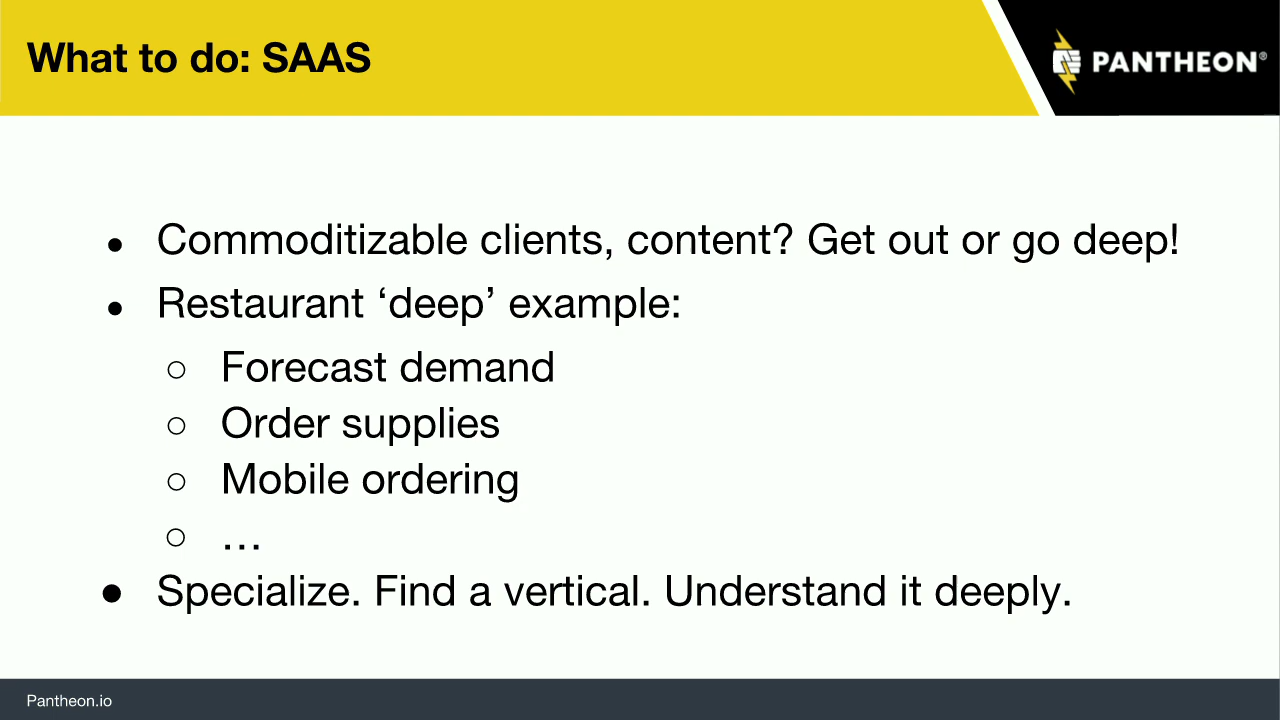 What to do: SAAS
PANTHEON®
● Commoditizable clients, content? Get out or go deep!
● Restaurant ‘deep’ example:
○ Forecast demand
○ Order supplies
○ Mobile ordering
○ …
● Specialize. Find a vertical. Understand it deeply.
Pantheon.io